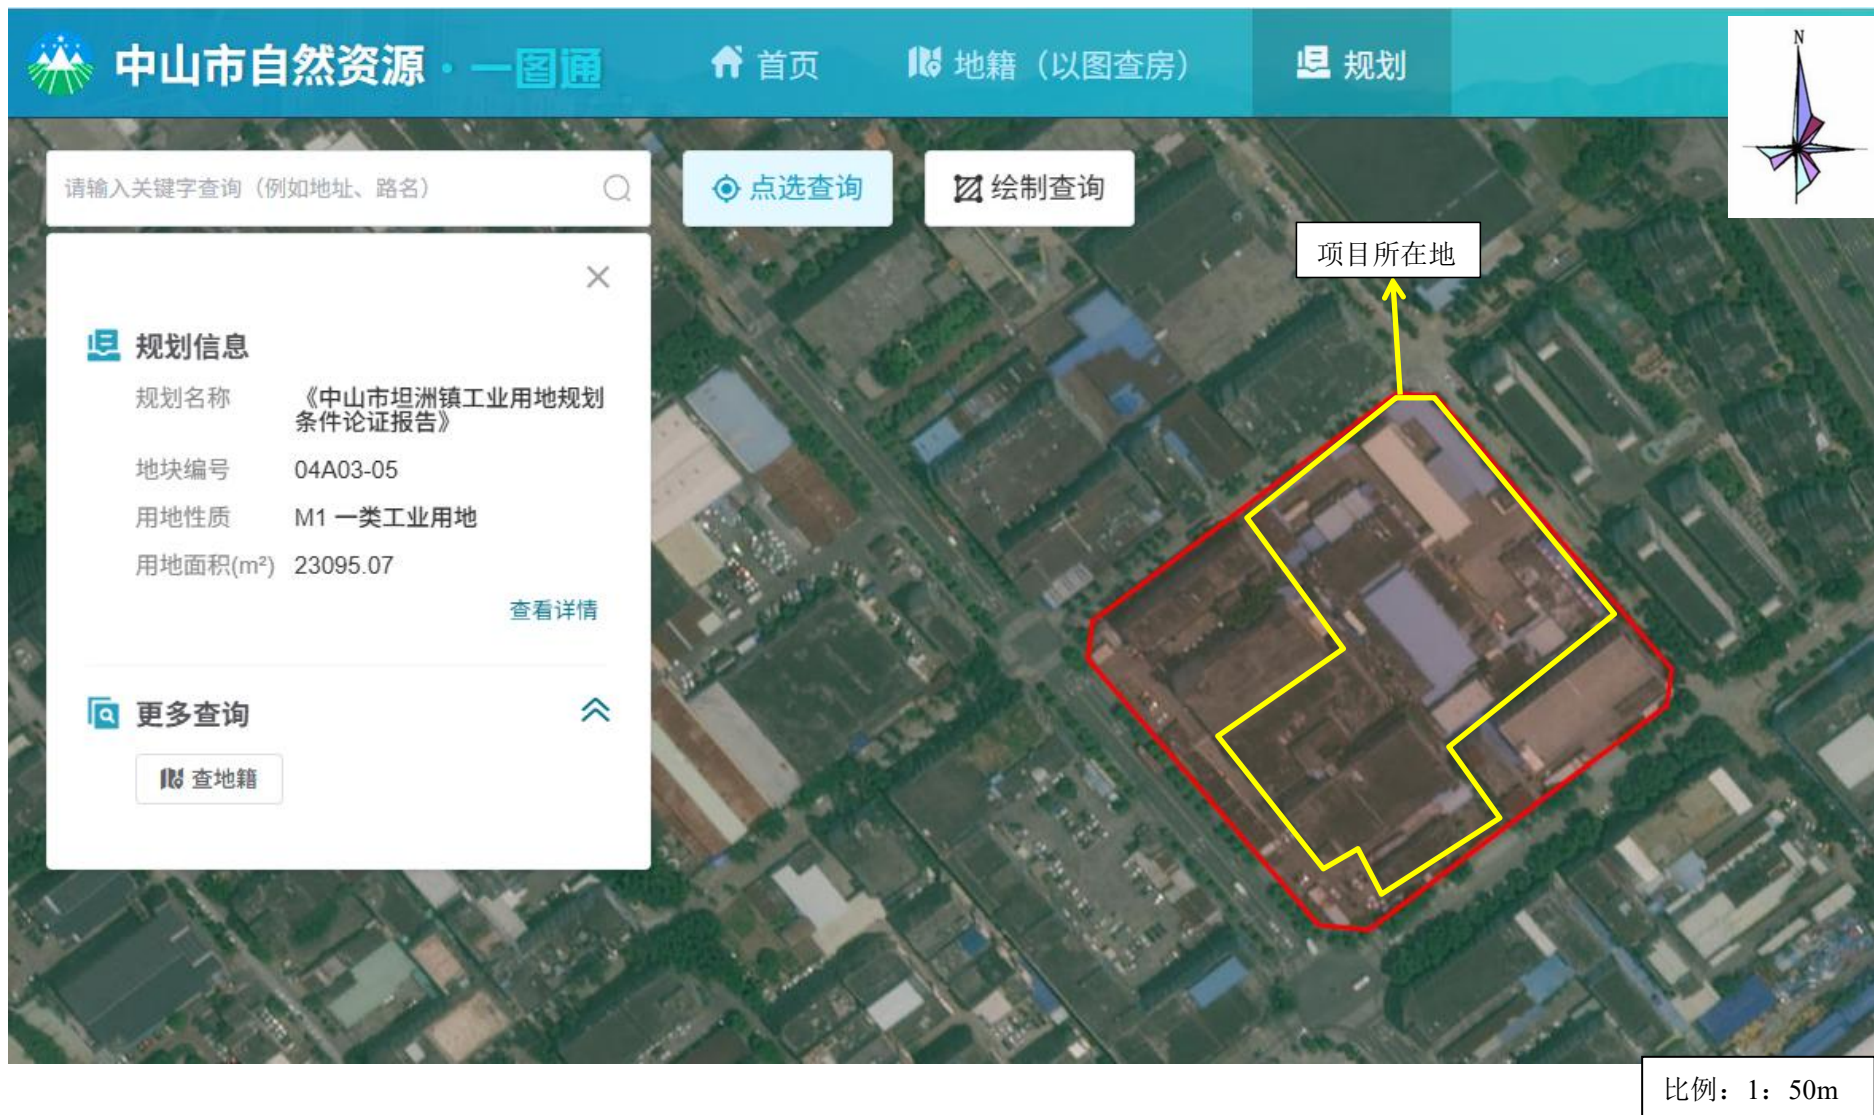 中山市自然资源·一图通
首页
地籍（以图查房）
规划
N
请输入关键字查询（例如地址、路名）
点选查询
绘制查询
项目所在地
规划信息
规划名称 《中山市坦洲镇工业用地规划
条件论证报告》
地块编号 04A03-05
用地性质 M1 一类工业用地
用地面积(m²) 23095.07
查看详情
更多查询
查地籍
比例：1：50m